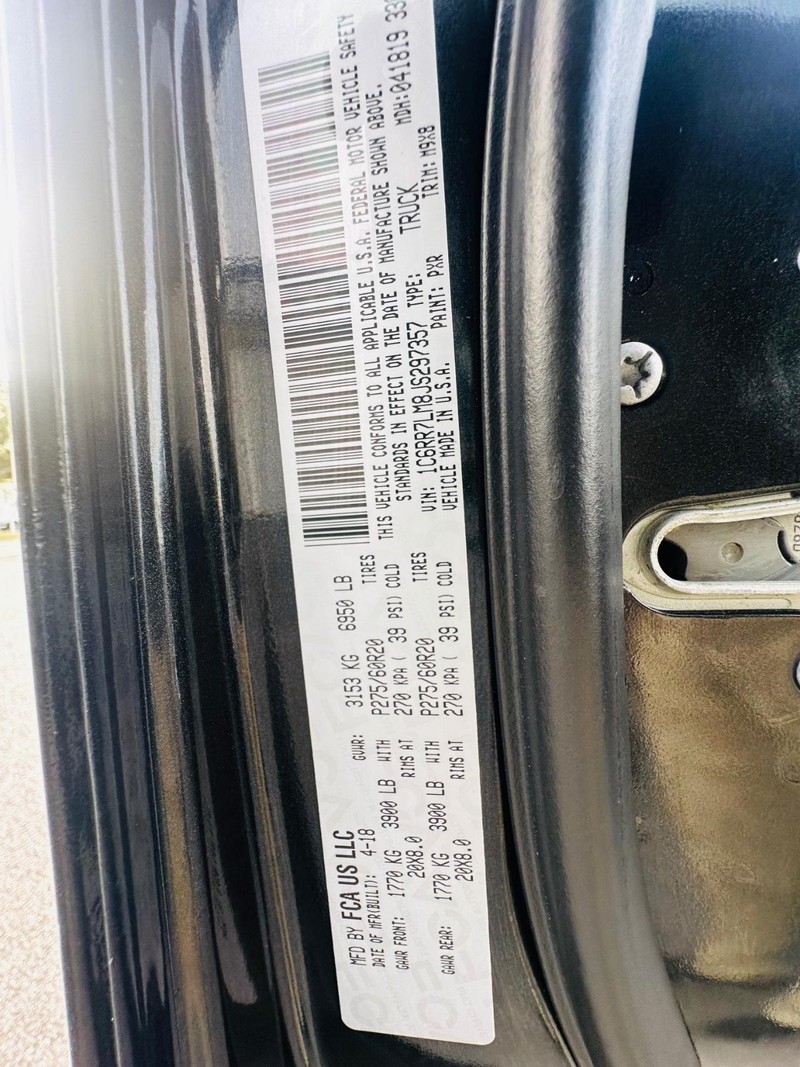 MFD BY FCA US LLC
DATE OF MFR(BUILT): 4-18 GVWR: 3153 KG 6950 LB
GAWR FRONT: 1770 KG 3900 LB WITH P275/60R20 TIRES
20X8.0 RIMS AT 270 KPA ( 39 PSI) COLD
GAWR REAR: 1770 KG 3900 LB WITH P275/60R20 TIRES
20X8.0 RIMS AT 270 KPA ( 39 PSI) COLD
THIS VEHICLE CONFORMS TO ALL APPLICABLE U.S.A. FEDERAL MOTOR VEHICLE SAFETY
STANDARDS IN EFFECT ON THE DATE OF MANUFACTURE SHOWN ABOVE.
VIN: 1C6RR7LM8JS297357 TYPE: TRUCK MDH:041819
VEHICLE MADE IN U.S.A. PAINT: PXR TRIM: M9X8